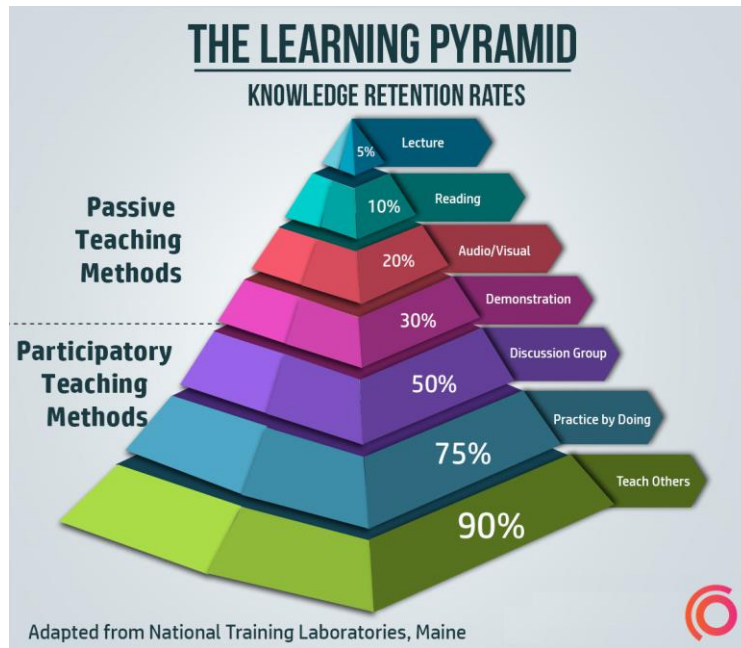 THE LEARNING PYRAMID
KNOWLEDGE RETENTION RATES
5%
Lecture
Passive
Teaching
Methods
10%
Reading
20%
Audio/Visual
30%
Demonstration
Participatory
Teaching
Methods
50%
Discussion Group
75%
Practice by Doing
90%
Teach Others
Adapted from National Training Laboratories, Maine